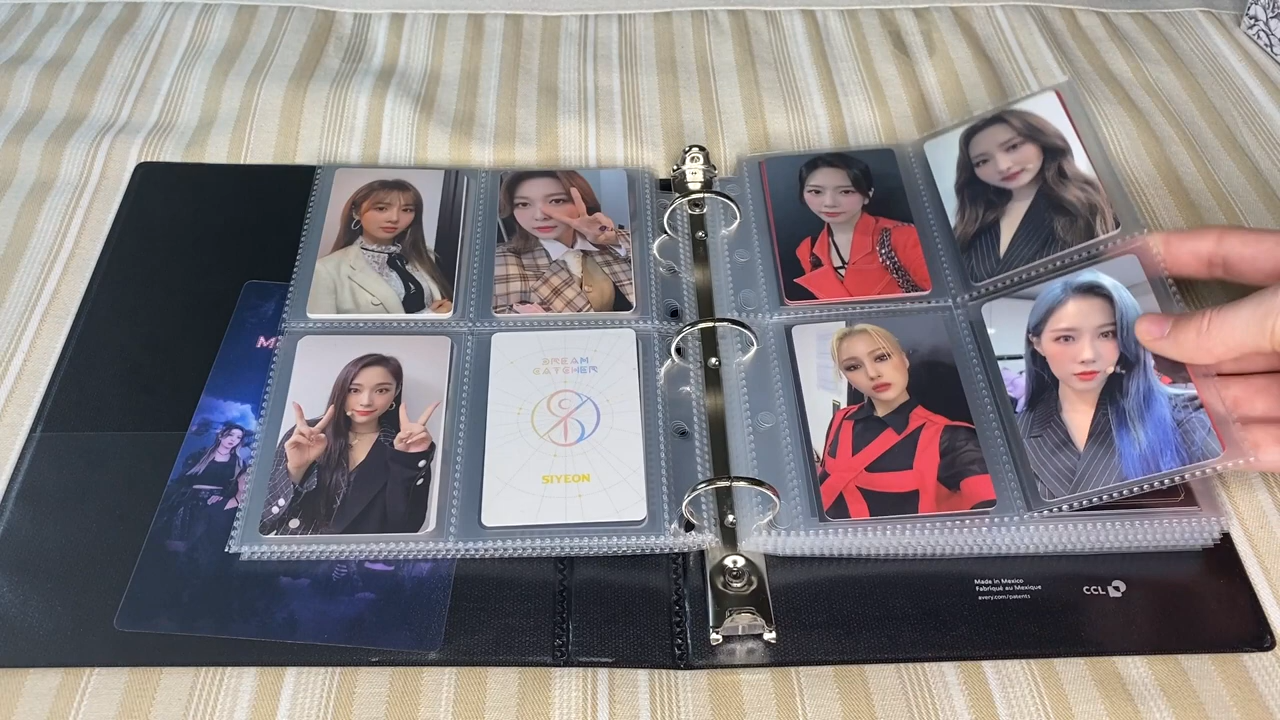 DREAM
CATCHER
SIYEON
Made in Mexico
Fabriqué au Mexique
avery.com/patents
CCL